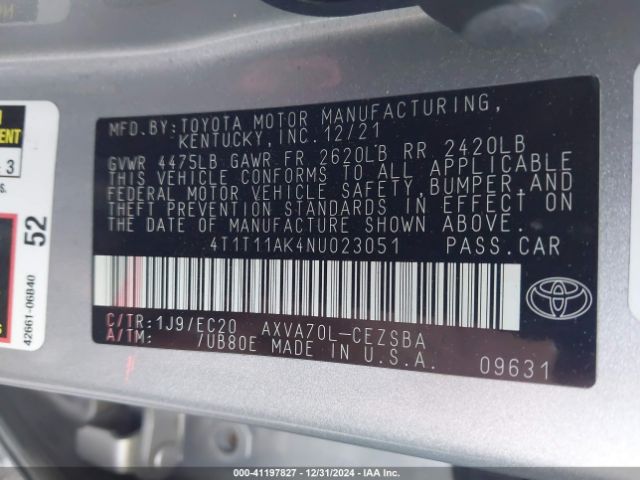 MFD.BY:TOYOTA MOTOR MANUFACTURING,
KENTUCKY,INC.12/21
GVWR 4475LB GAWR FR 2620LB RR 2420LB
THIS VEHICLE CONFORMS TO ALL APPLICABLE
FEDERAL MOTOR VEHICLE SAFETY,BUMPER,AND
THEFT PREVENTION STANDARDS IN EFFECT ON
THE DATE OF MANUFACTURE SHOWN ABOVE.
4T1T11AK4NU023051 PASS.CAR
C/TR:1J9/EC20 AXVA70L-CEZSBA
A/TM: 7UB80E MADE IN U.S.A.
09631
3
s.
52
42661-06B40
00-41197827 - 12/31/2024 - IAA Inc.